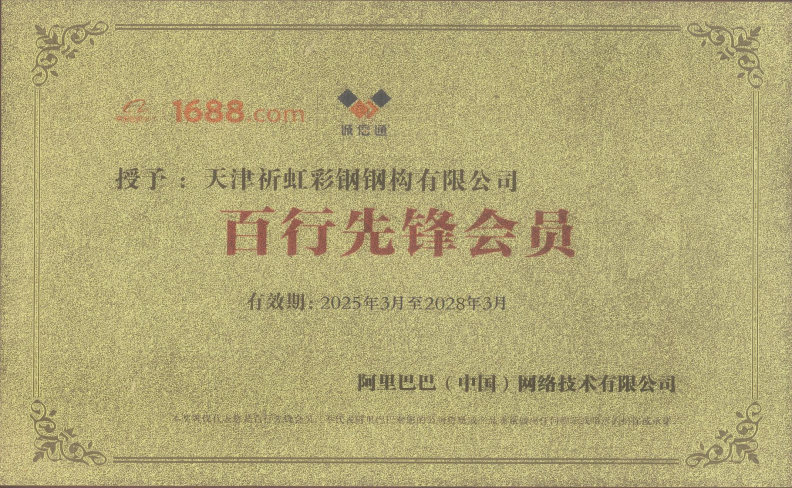 1688.com 诚信通
授予：天津祈虹彩钢钢构有限公司
百行先锋会员
有效期：2025年3月至2028年3月
阿里巴巴（中国）网络技术有限公司